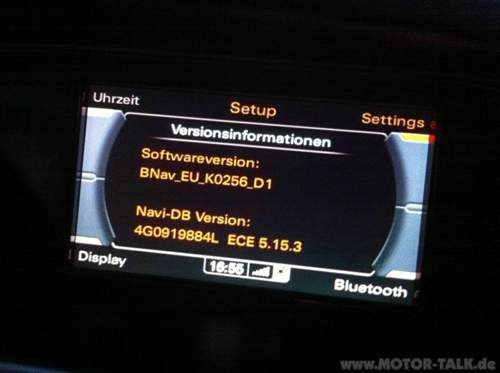 Uhrzeit
Setup
Settings
Versionsinformationen
Softwareversion:
BNav_EU_K0256_D1
Navi-DB Version:
4G0919884L ECE 5.15.3
Display
16:55
Bluetooth
www.MOTOR-TALK.de